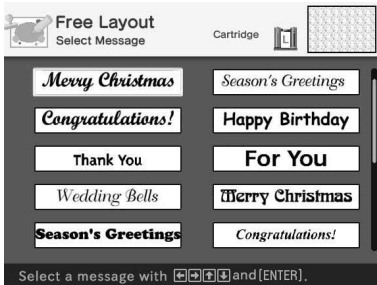 Free Layout
Select Message
Cartridge
L
Merry Christmas
Season's Greetings
Congratulations!
Happy Birthday
Thank You
For You
Wedding Bells
Merry Christmas
Season's Greetings
Congratulations!
Select a message with ←→↑↓and[ENTER].